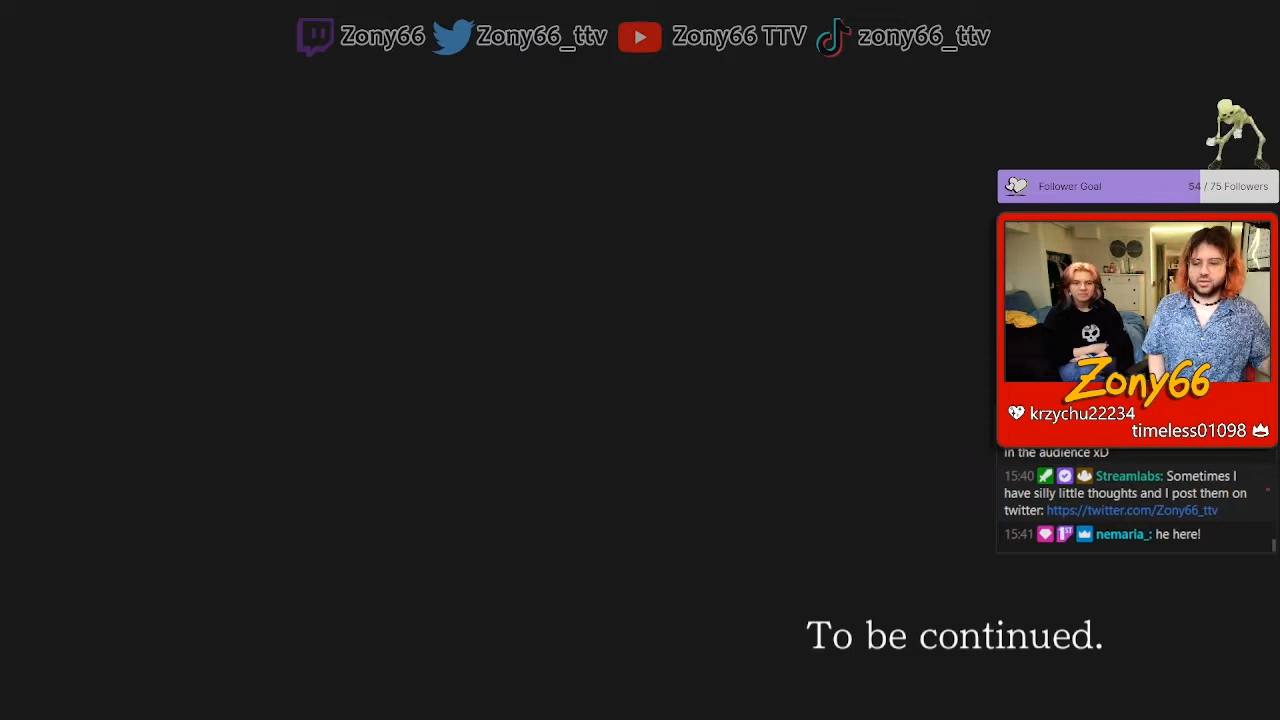 Zony66 Zony66_ttv Zony66 TTV zony66_ttv
Follower Goal 54 / 75 Followers
Zony66
krzychu22234
timeless01098
in the audience xD
15:40 Streamlabs: Sometimes I
have silly little thoughts and I post them on
twitter: https://twitter.com/Zony66_ttv
15:41 1ST nemaria_: he here!
To be continued.